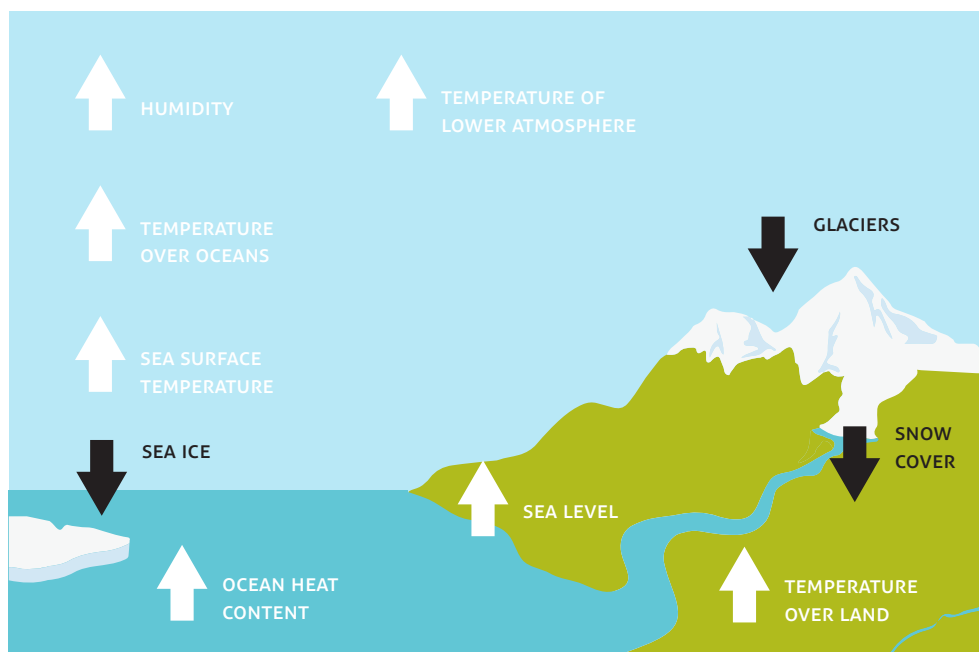 HUMIDITY
TEMPERATURE OF
LOWER ATMOSPHERE
TEMPERATURE
OVER OCEANS
GLACIERS
SEA SURFACE
TEMPERATURE
SEA ICE
SNOW
COVER
SEA LEVEL
OCEAN HEAT
CONTENT
TEMPERATURE
OVER LAND